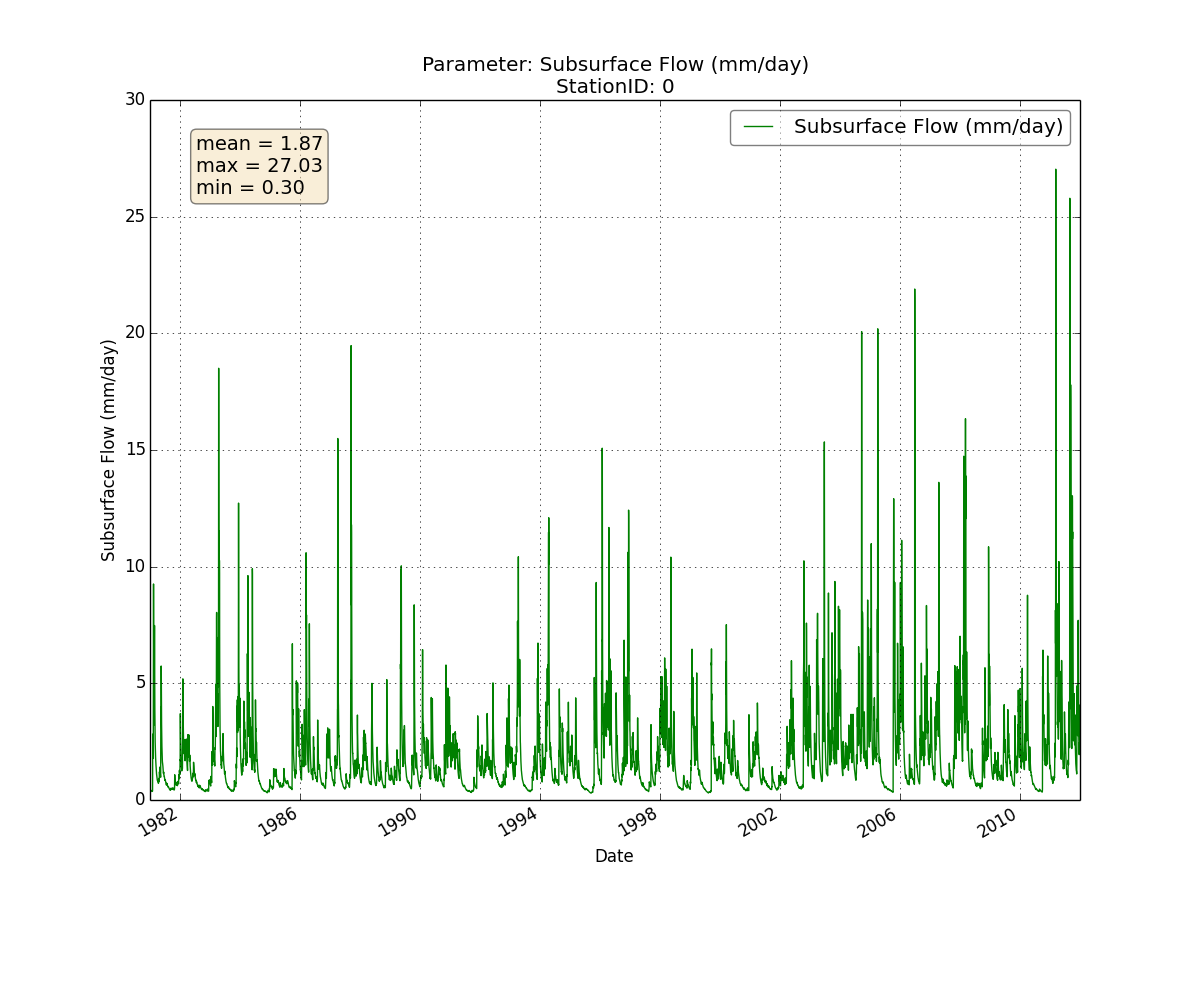 Parameter: Subsurface Flow (mm/day)
StationID: 0
30
25
20
15
10
5
0
Subsurface Flow (mm/day)
mean = 1.87
max = 27.03
min = 0.30
Subsurface Flow (mm/day)
1982
1986
1990
1994
1998
2002
2006
2010
Date